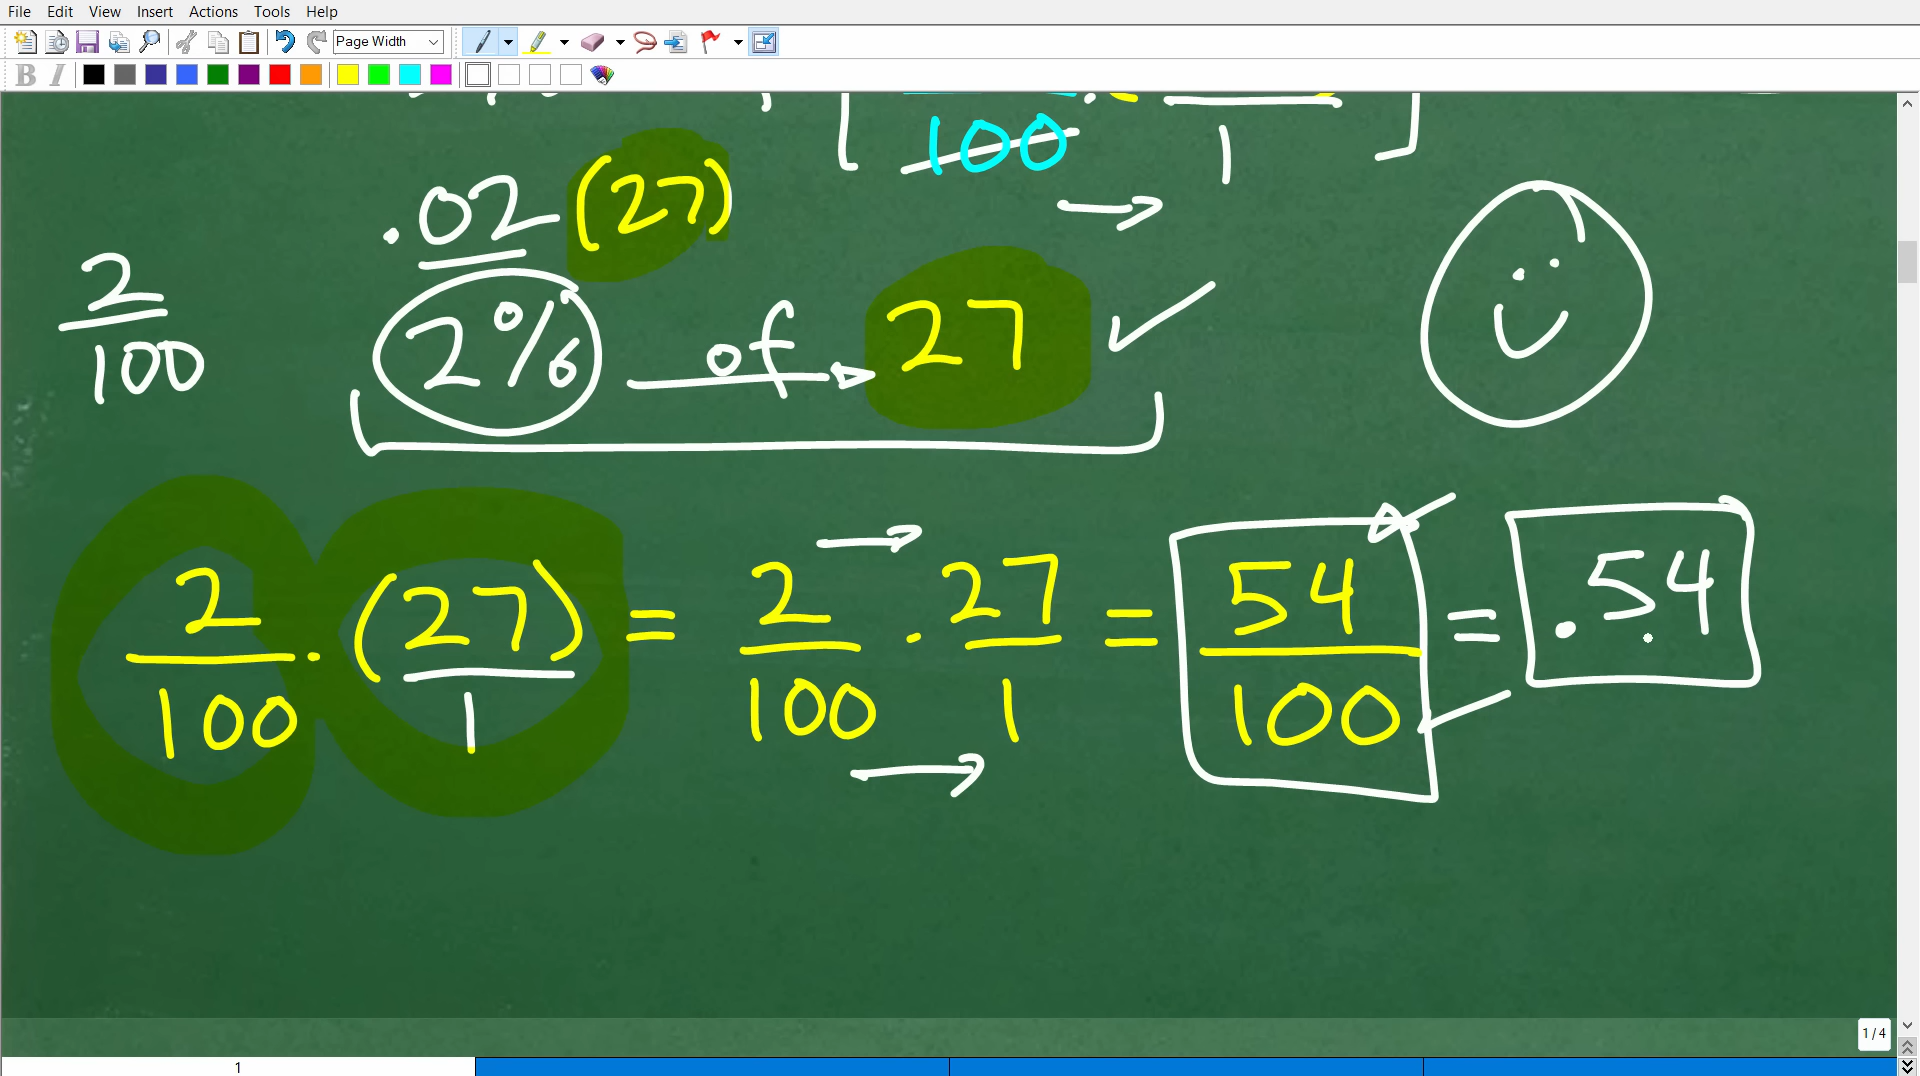 File Edit View Insert Actions Tools Help
Page Width
B I
100
1
.02 (27)
2/100
2% of 27
2/100 · (27)/1 = 2/100 · 27/1 = 54/100 = .54
1 / 4
1